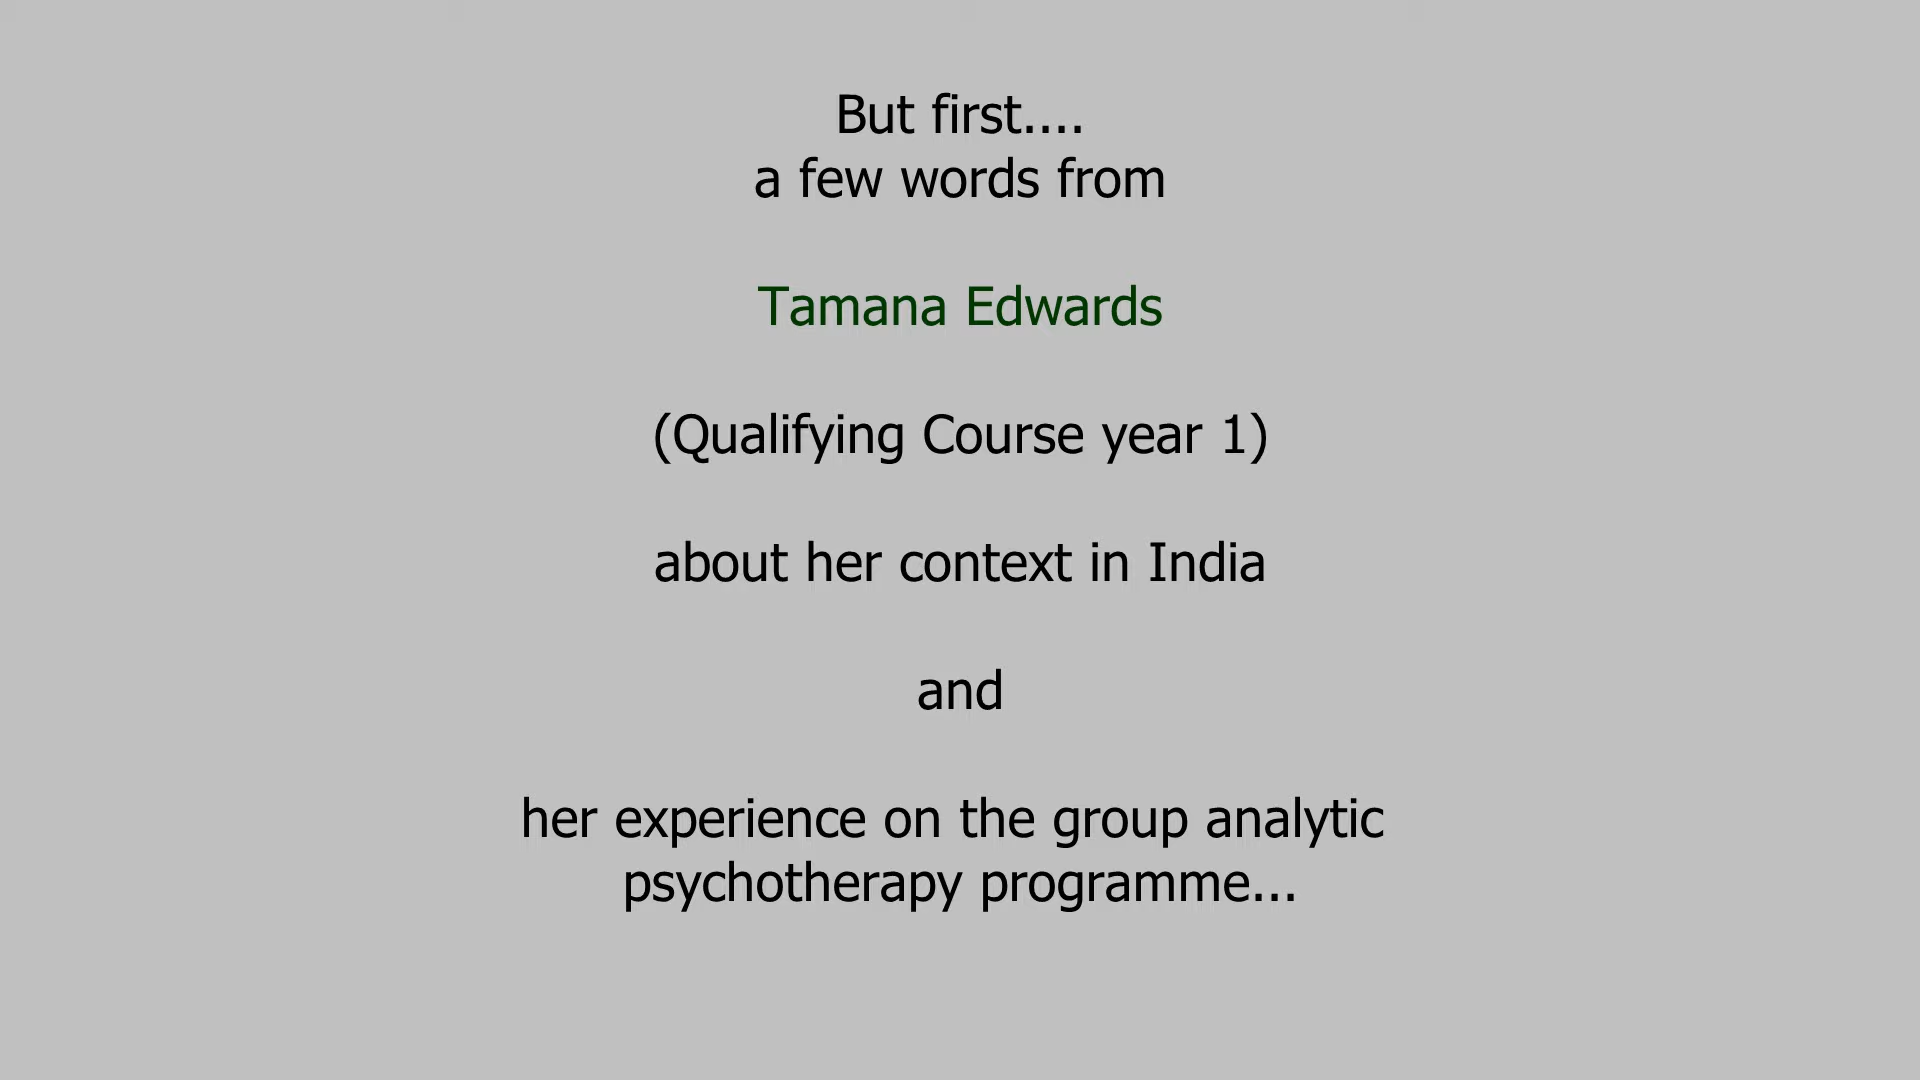 But first....
a few words from
Tamana Edwards
(Qualifying Course year 1)
about her context in India
and
her experience on the group analytic
psychotherapy programme...